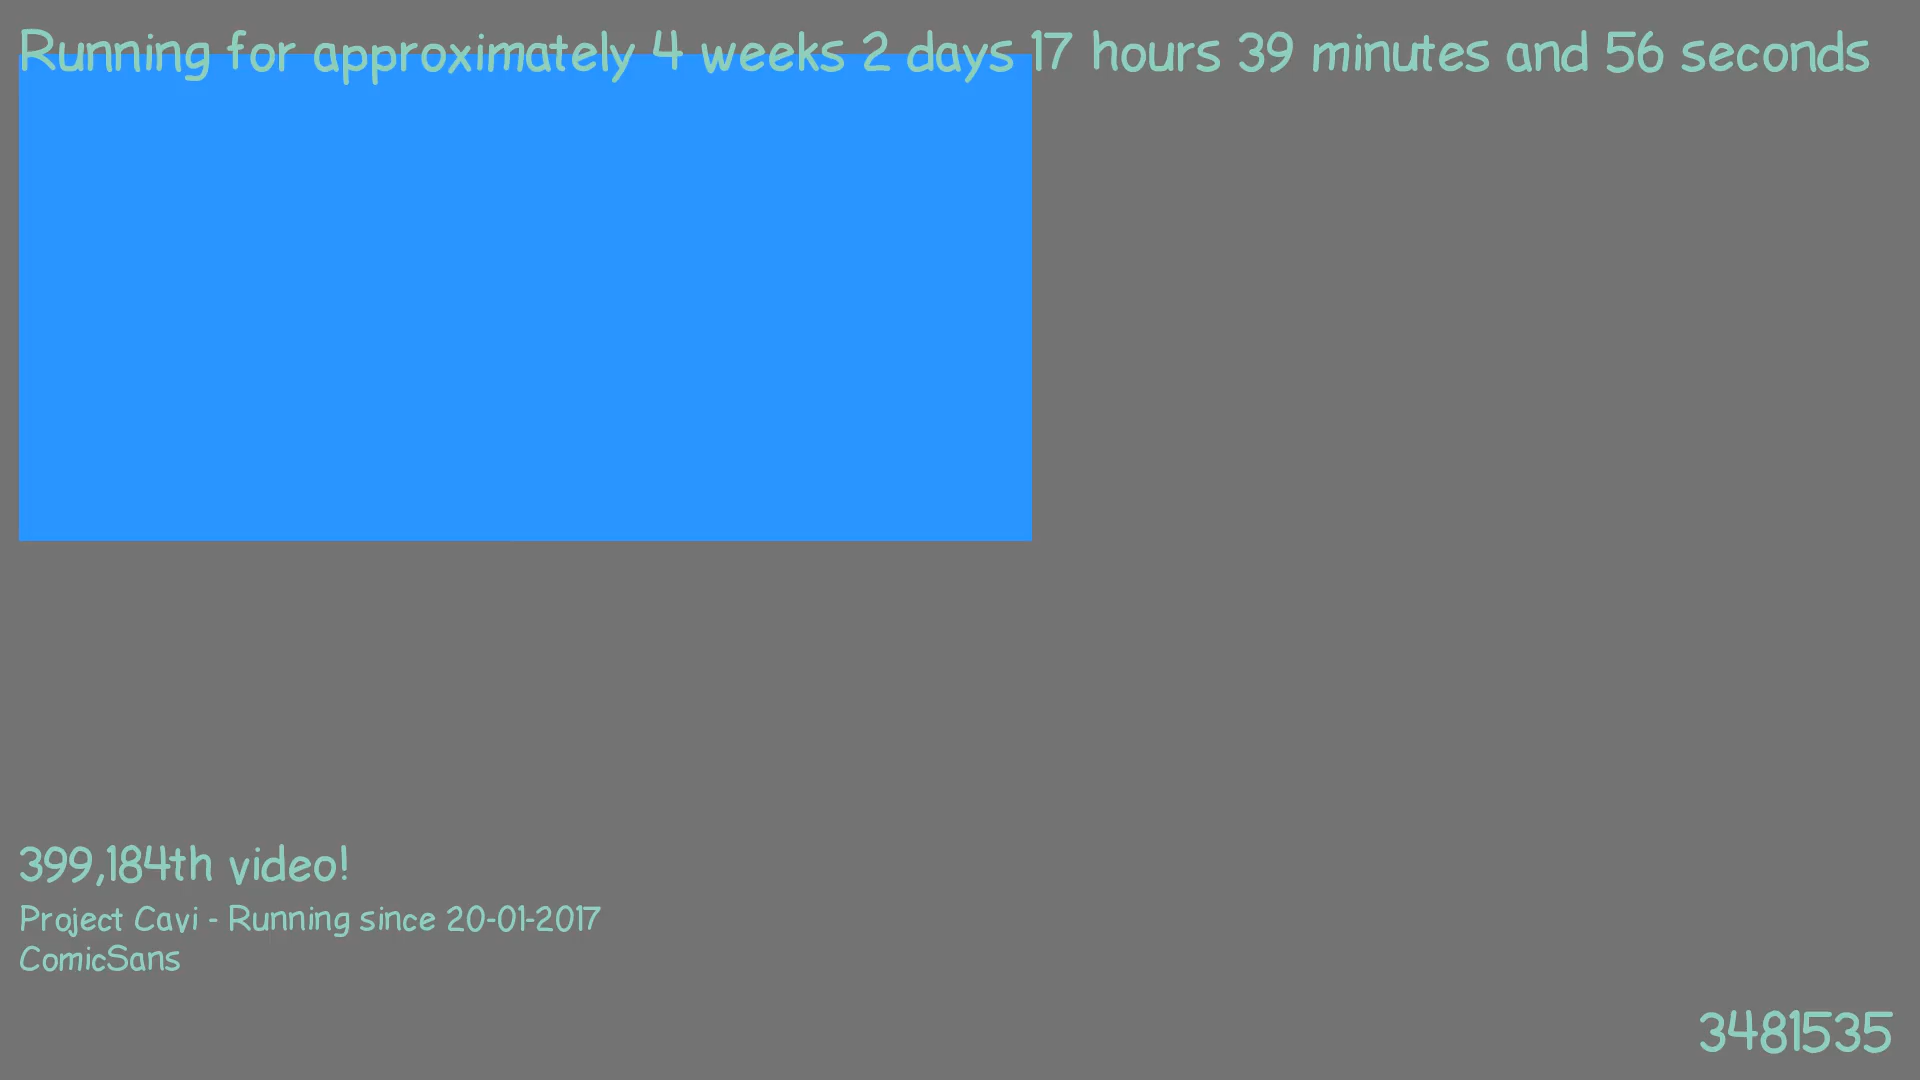 Running for approximately 4 weeks 2 days 17 hours 39 minutes and 56 seconds
399,184th video!
Project Cavi - Running since 20-01-2017
ComicSans
3481535